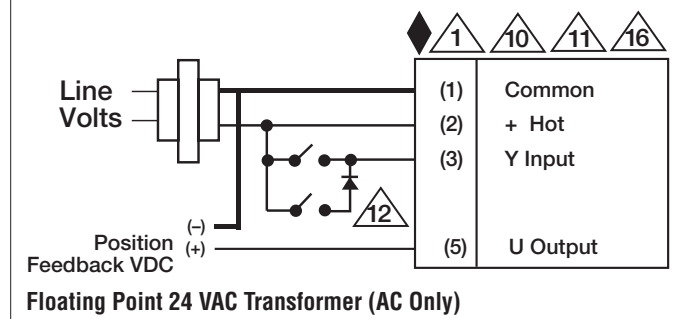 1 10 11 16
Line
Volts
(1) Common
(2) + Hot
(3) Y Input
12
(–)
Position (+)
Feedback VDC
(5) U Output
Floating Point 24 VAC Transformer (AC Only)